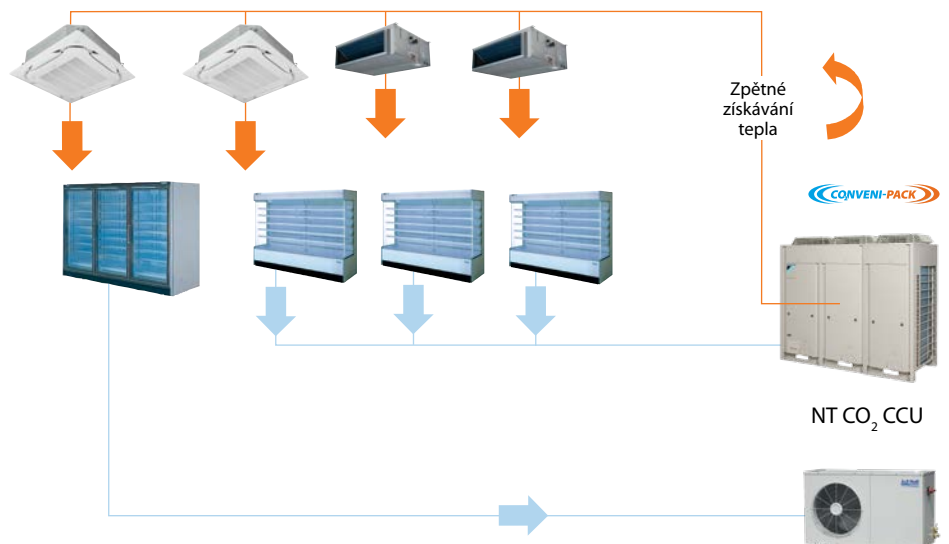 Zpětné
získávání
tepla
CONVENI-PACK
NT CO₂ CCU